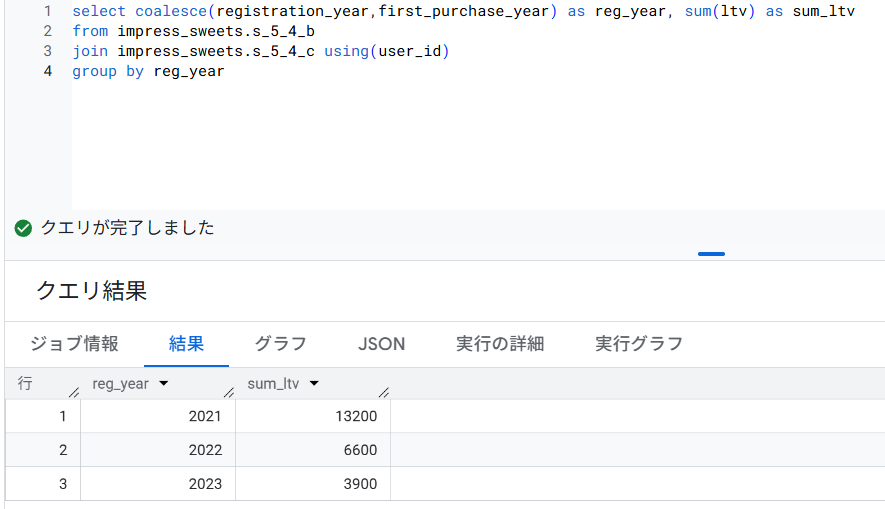 1 select coalesce(registration_year,first_purchase_year) as reg_year, sum(ltv) as sum_ltv
2 from impress_sweets.s_5_4_b
3 join impress_sweets.s_5_4_c using(user_id)
4 group by reg_year
クエリが完了しました
クエリ結果
ジョブ情報 結果 グラフ JSON 実行の詳細 実行グラフ
行 reg_year sum_ltv
1 2021 13200
2 2022 6600
3 2023 3900